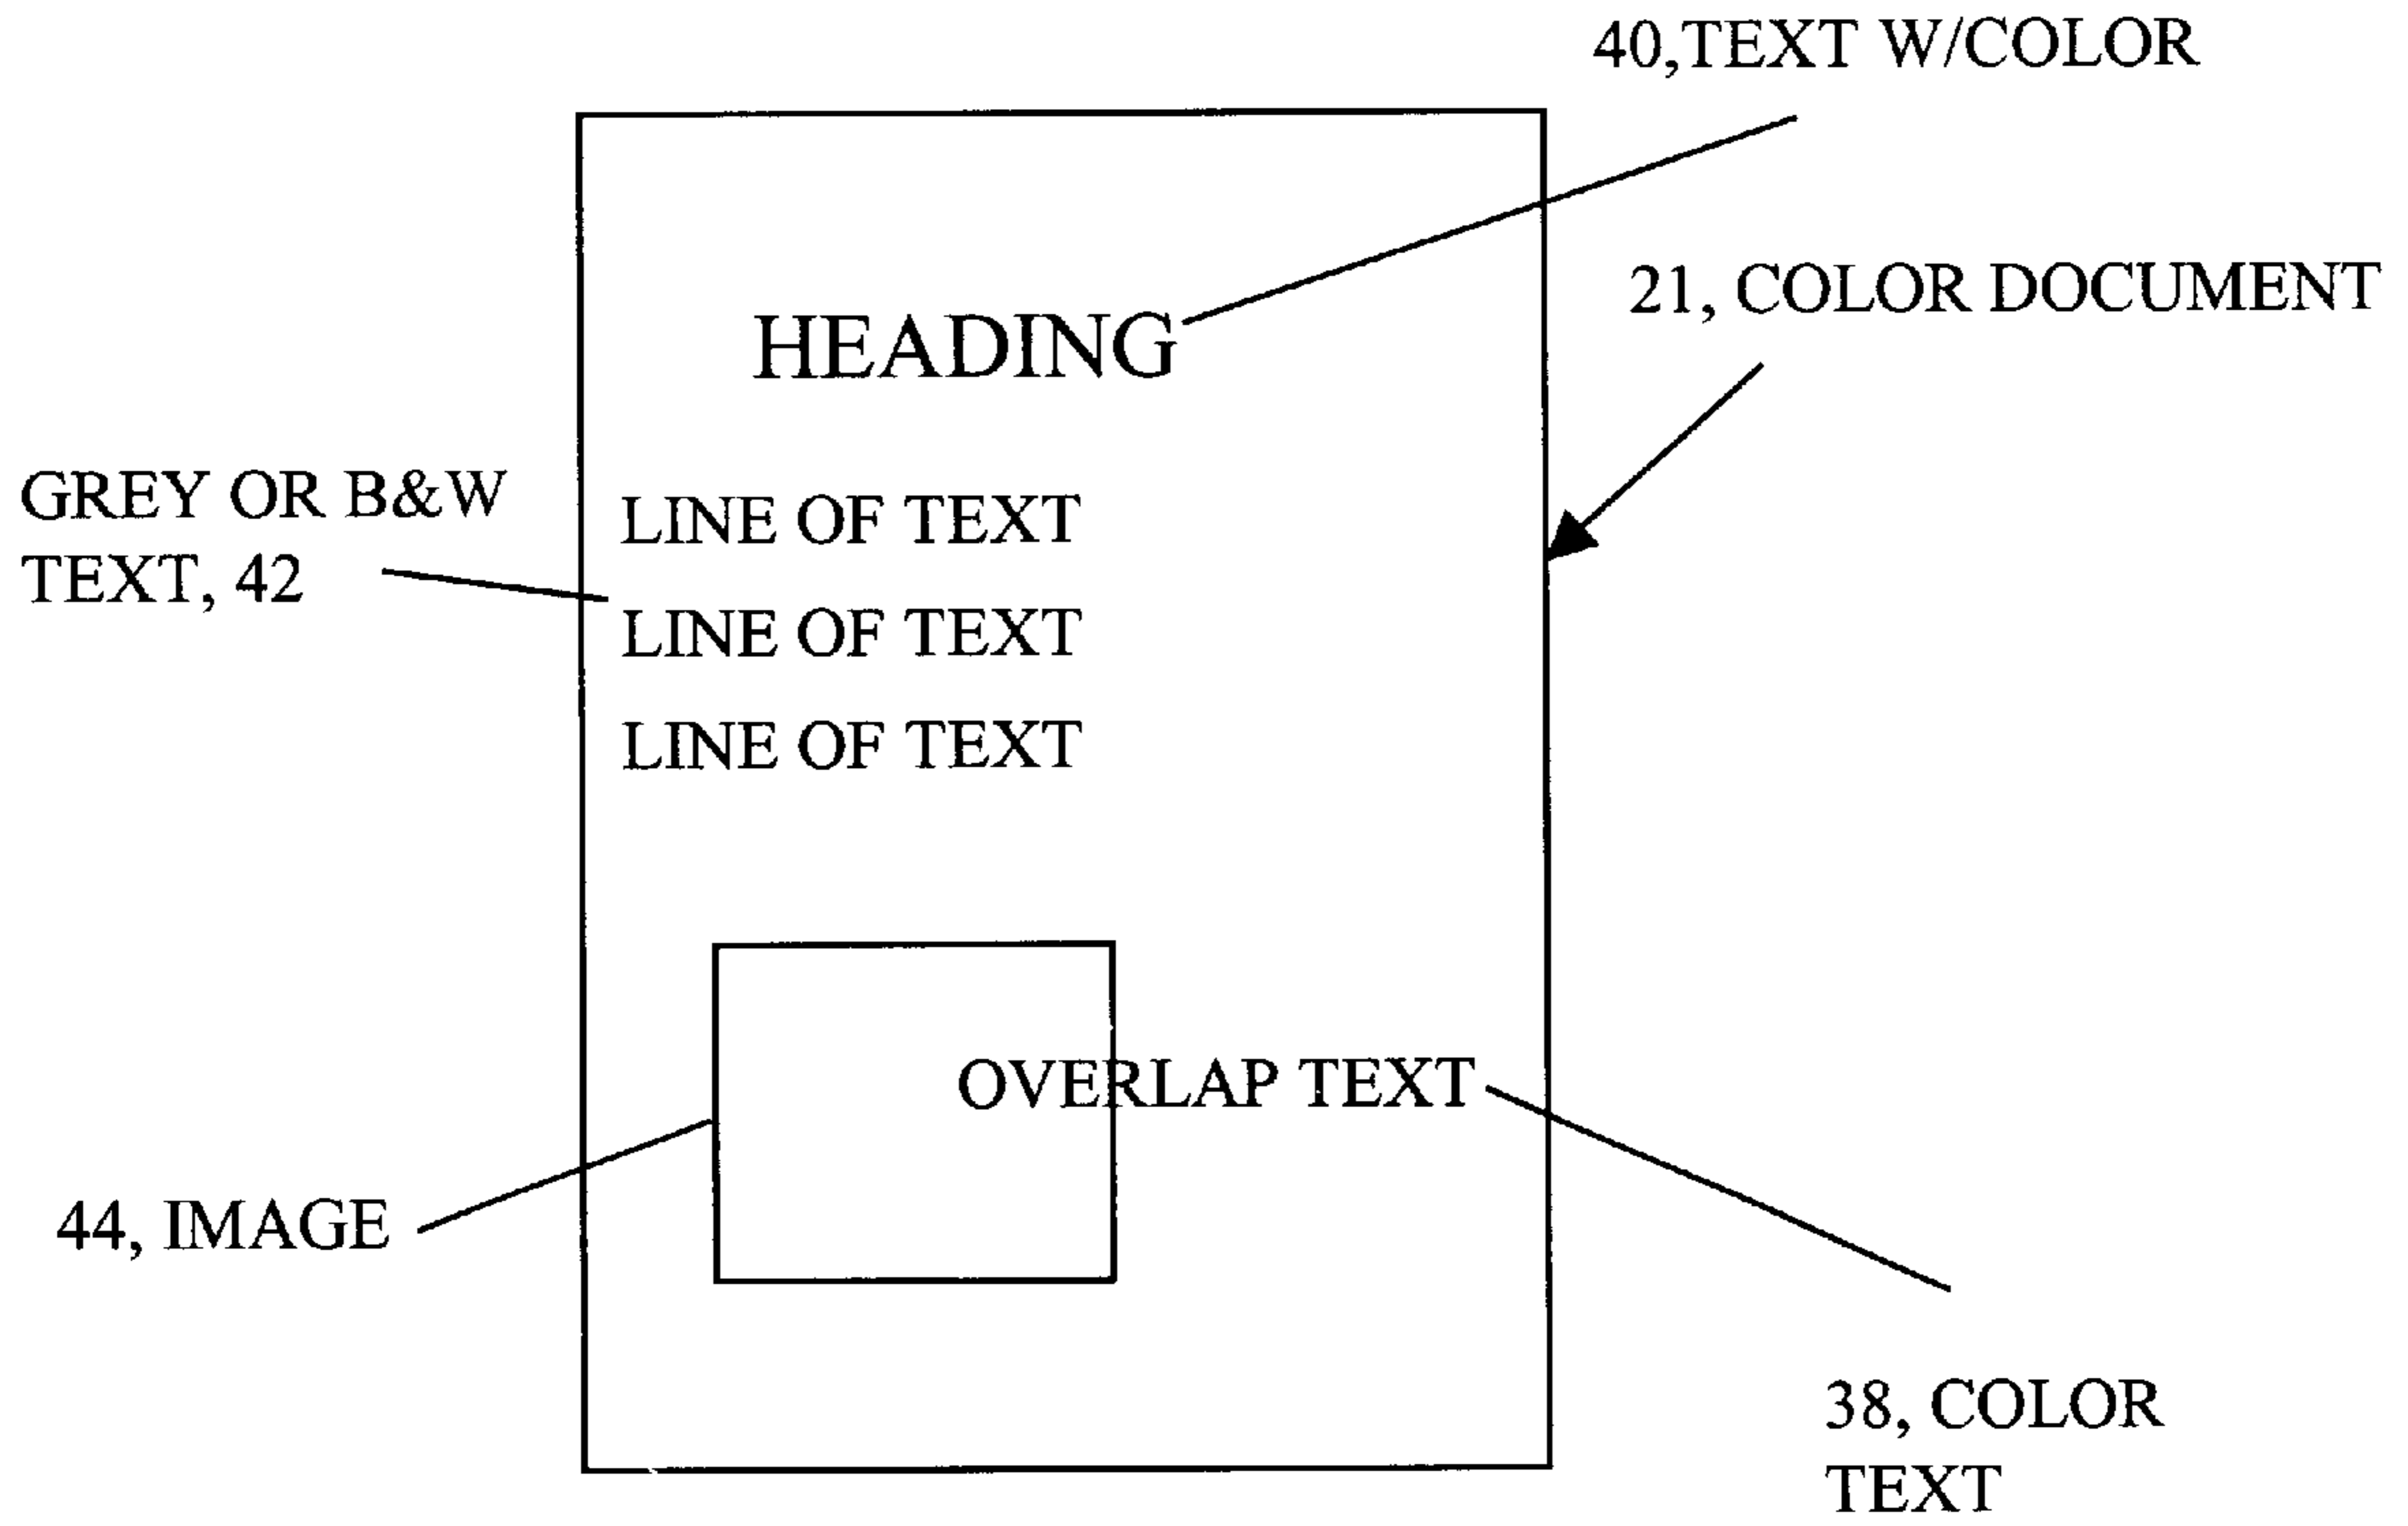 40,TEXT W/COLOR
21, COLOR DOCUMENT
HEADING
GREY OR B&W
TEXT, 42
LINE OF TEXT
LINE OF TEXT
LINE OF TEXT
OVERLAP TEXT
44, IMAGE
38, COLOR
TEXT